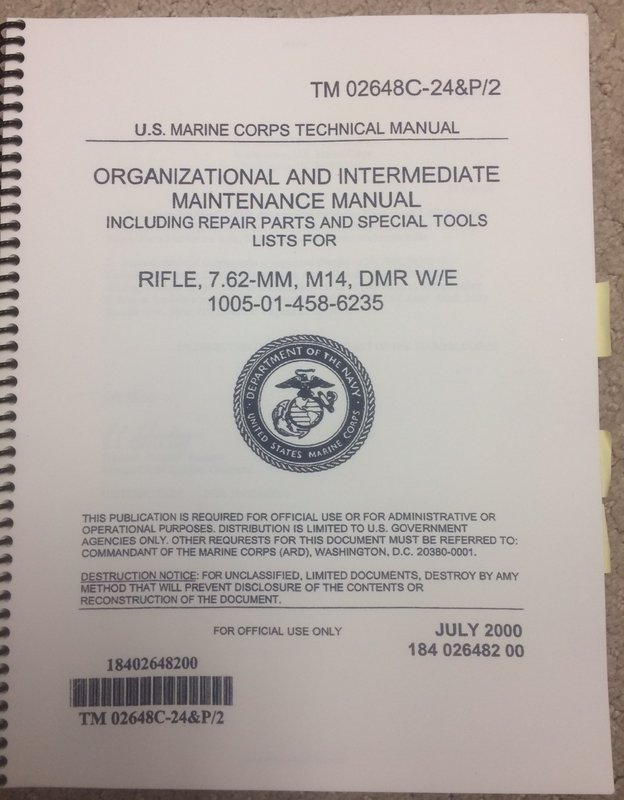 TM 02648C-24&P/2
U.S. MARINE CORPS TECHNICAL MANUAL
ORGANIZATIONAL AND INTERMEDIATE
MAINTENANCE MANUAL
INCLUDING REPAIR PARTS AND SPECIAL TOOLS
LISTS FOR
RIFLE, 7.62-MM, M14, DMR W/E
1005-01-458-6235
DEPARTMENT OF THE NAVY
UNITED STATES MARINE CORPS
THIS PUBLICATION IS REQUIRED FOR OFFICIAL USE OR FOR ADMINISTRATIVE OR
OPERATIONAL PURPOSES. DISTRIBUTION IS LIMITED TO U.S. GOVERNMENT
AGENCIES ONLY. OTHER REQURESTS FOR THIS DOCUMENT MUST BE REFERRED TO:
COMMANDANT OF THE MARINE CORPS (ARD), WASHINGTON, D.C. 20380-0001.
DESTRUCTION NOTICE: FOR UNCLASSIFIED, LIMITED DOCUMENTS, DESTROY BY ANY
METHOD THAT WILL PREVENT DISCLOSURE OF THE CONTENTS OR
RECONSTRUCTION OF THE DOCUMENT.
FOR OFFICIAL USE ONLY
JULY 2000
184 026482 00
18402648200
TM 02648C-24&P/2